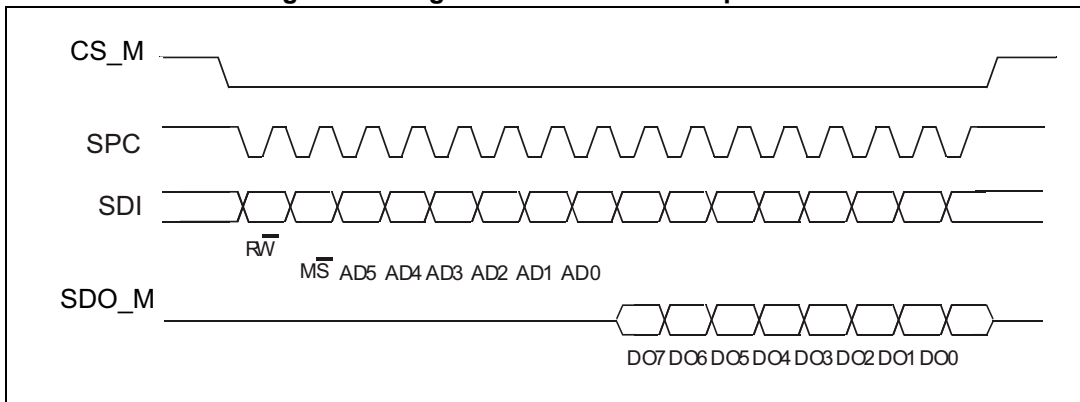 CS_M
SPC
SDI
RW
MS AD5 AD4 AD3 AD2 AD1 AD0
SDO_M
DO7 DO6 DO5 DO4 DO3 DO2 DO1 DO0